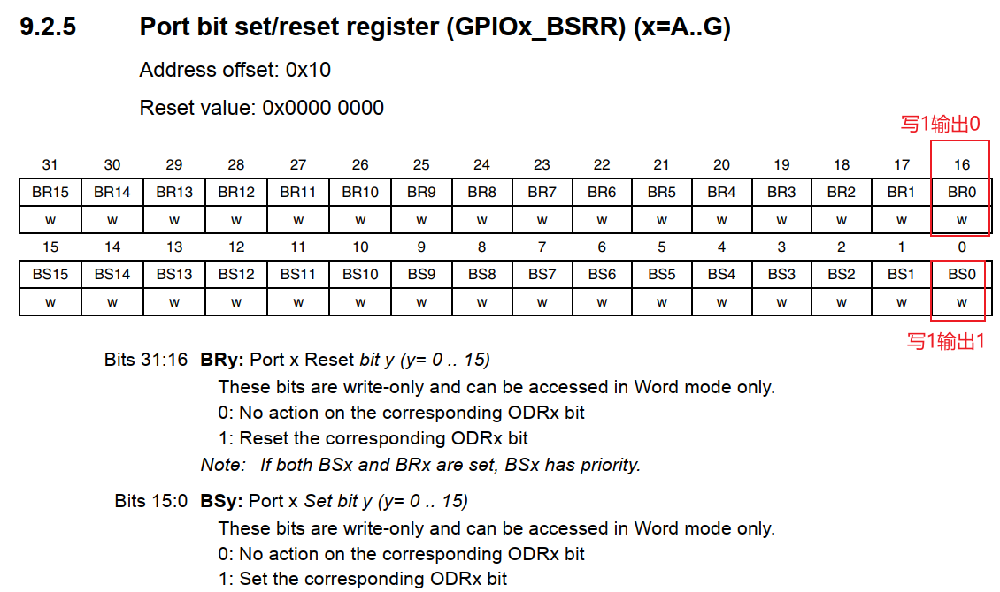 9.2.5 Port bit set/reset register (GPIOx_BSRR) (x=A..G)
Address offset: 0x10
Reset value: 0x0000 0000
写1输出0
31 30 29 28 27 26 25 24 23 22 21 20 19 18 17 16
BR15 BR14 BR13 BR12 BR11 BR10 BR9 BR8 BR7 BR6 BR5 BR4 BR3 BR2 BR1 BR0
w w w w w w w w w w w w w w w w
15 14 13 12 11 10 9 8 7 6 5 4 3 2 1 0
BS15 BS14 BS13 BS12 BS11 BS10 BS9 BS8 BS7 BS6 BS5 BS4 BS3 BS2 BS1 BS0
w w w w w w w w w w w w w w w w
写1输出1
Bits 31:16 BRy: Port x Reset bit y (y= 0 .. 15)
These bits are write-only and can be accessed in Word mode only.
0: No action on the corresponding ODRx bit
1: Reset the corresponding ODRx bit
Note: If both BSx and BRx are set, BSx has priority.
Bits 15:0 BSy: Port x Set bit y (y= 0 .. 15)
These bits are write-only and can be accessed in Word mode only.
0: No action on the corresponding ODRx bit
1: Set the corresponding ODRx bit